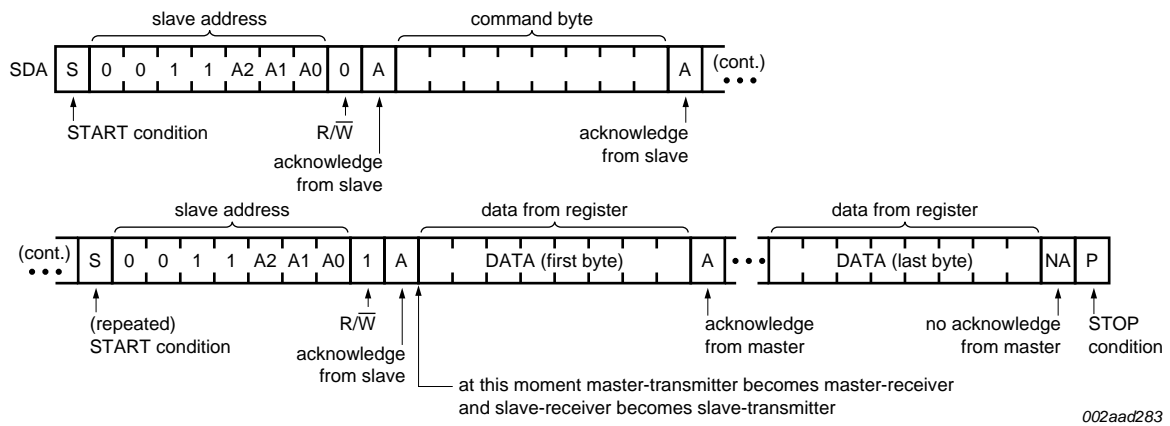 slave address
command byte
SDA S 0 0 1 1 A2 A1 A0 0 A A (cont.)
START condition
R/W̅
acknowledge
from slave
acknowledge
from slave
slave address
data from register
data from register
(cont.) S 0 0 1 1 A2 A1 A0 1 A DATA (first byte) A DATA (last byte) NA P
(repeated)
START condition
R/W̅
acknowledge
from slave
acknowledge
from master
no acknowledge
from master
STOP
condition
at this moment master-transmitter becomes master-receiver
and slave-receiver becomes slave-transmitter
002aad283